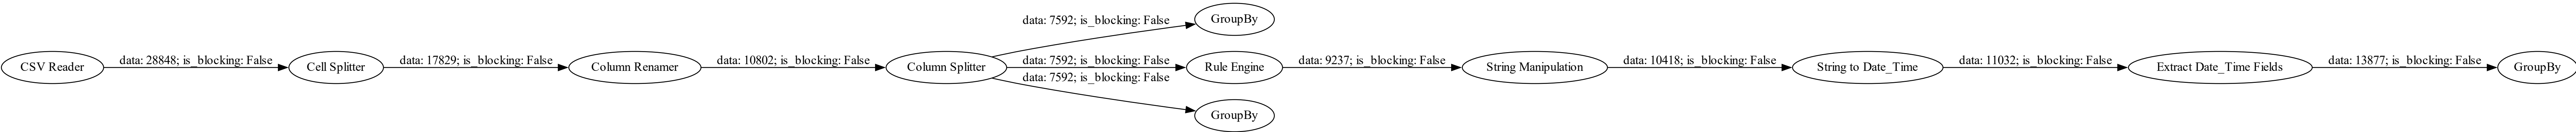 data: 7592; is_blocking: False
GroupBy
CSV Reader
data: 28848; is_blocking: False
Cell Splitter
data: 17829; is_blocking: False
Column Renamer
data: 10802; is_blocking: False
Column Splitter
data: 7592; is_blocking: False
Rule Engine
data: 9237; is_blocking: False
String Manipulation
data: 10418; is_blocking: False
String to Date_Time
data: 11032; is_blocking: False
Extract Date_Time Fields
data: 13877; is_blocking: False
GroupBy
data: 7592; is_blocking: False
GroupBy